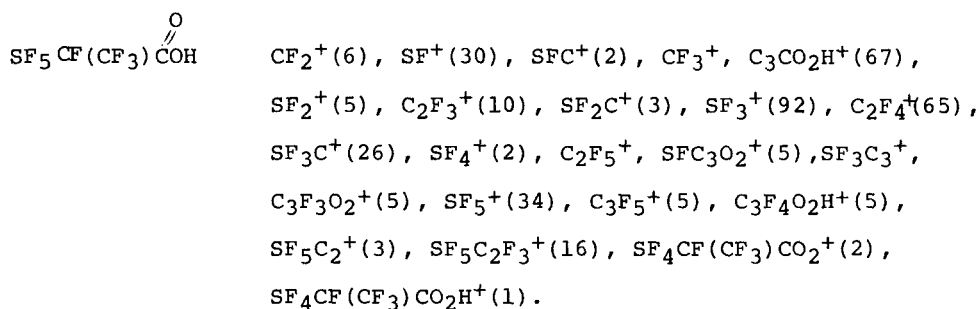 O
SF5 CF(CF3)COH CF2+(6), SF+(30), SFC+(2), CF3+, C3CO2H+(67),
SF2+(5), C2F3+(10), SF2C+(3), SF3+(92), C2F4+(65),
SF3C+(26), SF4+(2), C2F5+, SFC3O2+(5),SF3C3+,
C3F3O2+(5), SF5+(34), C3F5+(5), C3F4O2H+(5),
SF5C2+(3), SF5C2F3+(16), SF4CF(CF3)CO2+(2),
SF4CF(CF3)CO2H+(1).